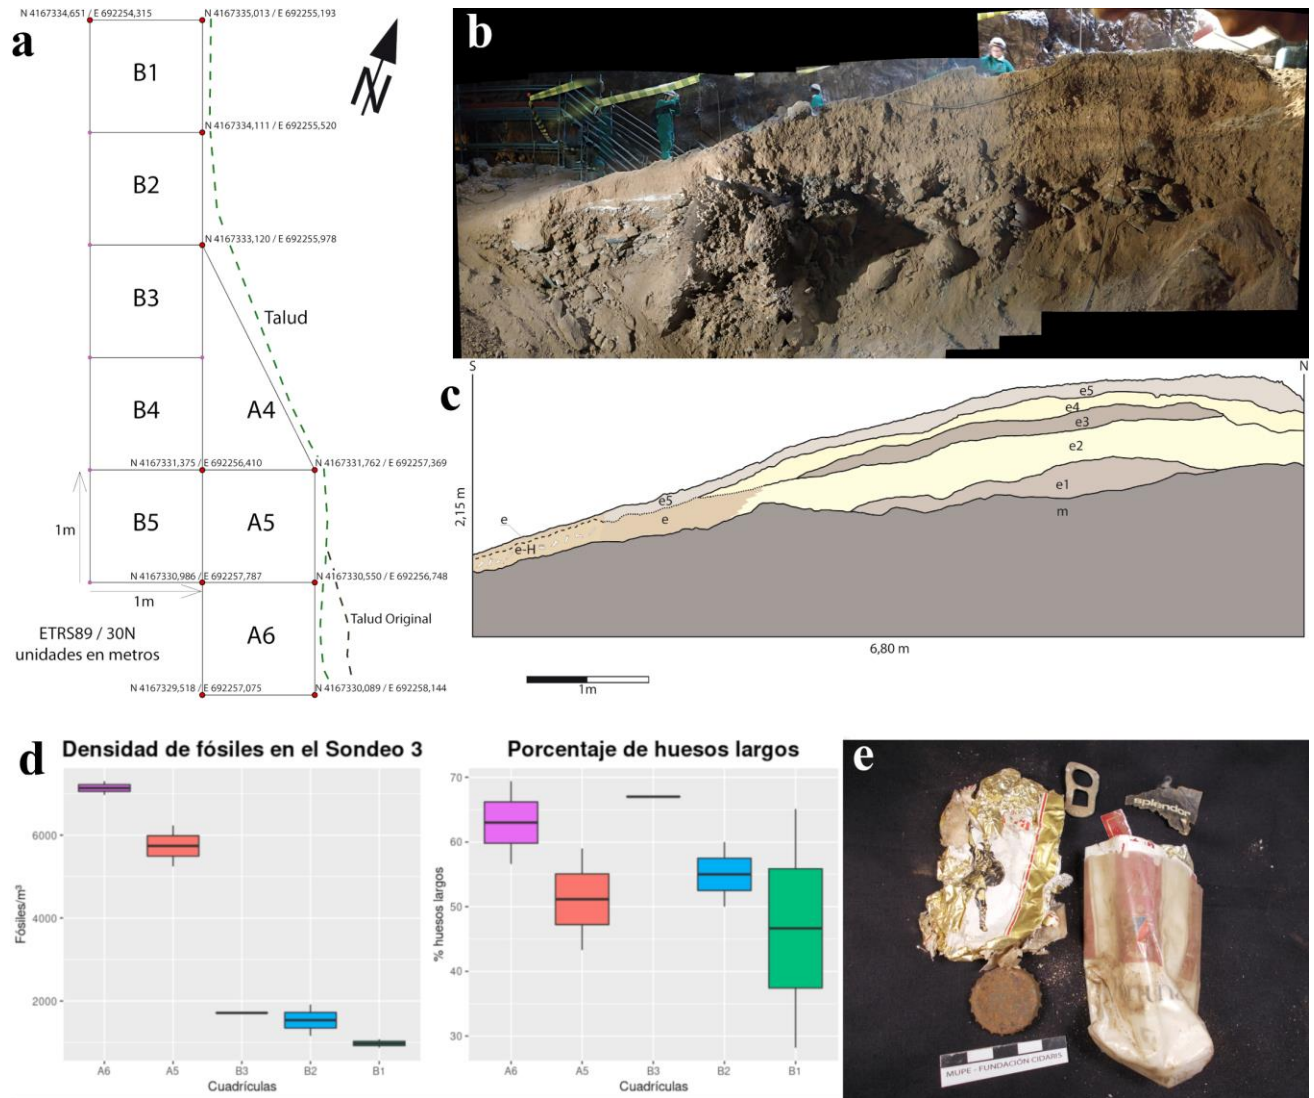 a
N 4167334,651 / E 692254,315
N 4167335,013 / E 692255,193
B1
N
N 4167334,111 / E 692255,520
B2
N 4167333,120 / E 692255,978
B3
Talud
B4
A4
N 4167331,375 / E 692256,410
N 4167331,762 / E 692257,369
1m
B5
A5
N 4167330,986 / E 692257,787
N 4167330,550 / E 692256,748
1m
A6
Talud Original
ETRS89 / 30N
unidades en metros
N 4167329,518 / E 692257,075
N 4167330,089 / E 692258,144
b
c
S
N
e5
e4
e3
e2
e1
m
e5
e
e
e-H
2,15 m
6,80 m
1m
d
Densidad de fósiles en el Sondeo 3
Fósiles/m³
6000
4000
2000
A6
A5
B3
B2
B1
Cuadrículas
Porcentaje de huesos largos
% huesos largos
70
60
50
40
30
A6
A5
B3
B2
B1
Cuadrículas
e
splendor
MUPE - FUNDACIÓN CIDARIS